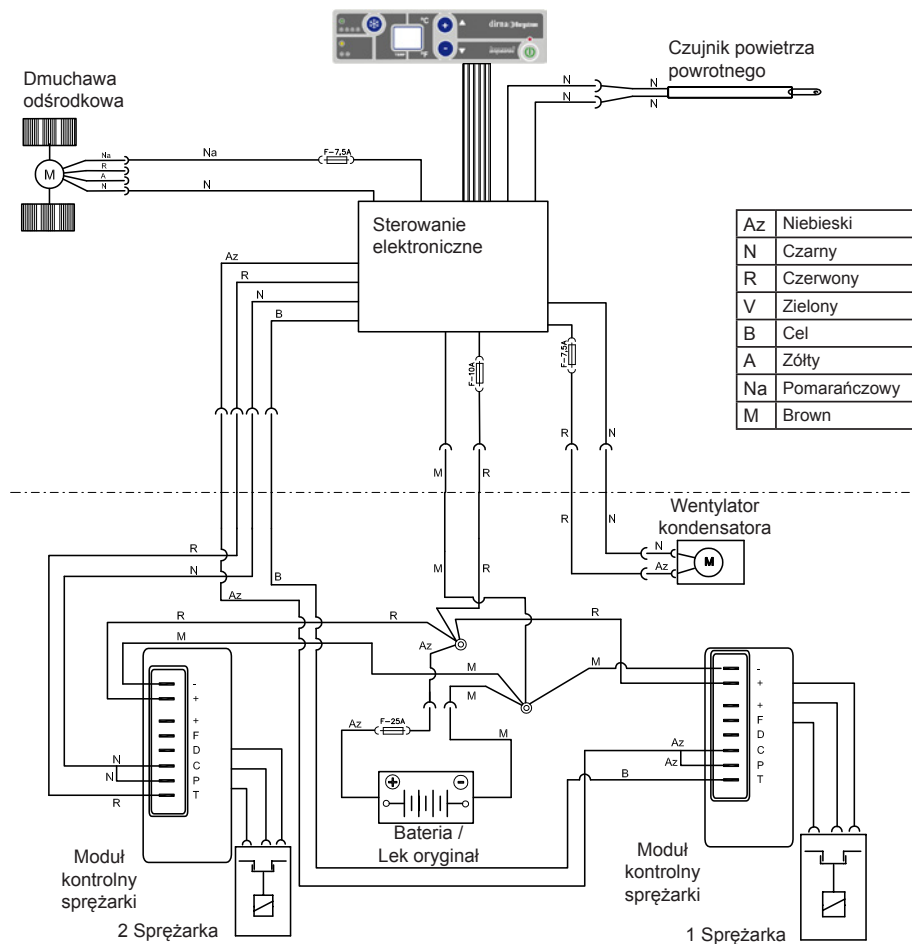 °C
°F
dirna Bergstrom
Dmuchawa
odśrodkowa
Czujnik powietrza
powrotnego
N
N
N
N
Na
R
A
N
M
Na
N
F-7,5A
Sterowanie
elektroniczne
Az Niebieski
N Czarny
R Czerwony
V Zielony
B Cel
A Zółty
Na Pomarańczowy
M Brown
Az
R
N
B
F-10A
F-7,5A
R
N
M
R
Wentylator
kondensatora
R
N
N
Az
M
R
N
B
Az
M
R
R
R
M
Az
M
M
M
R
-
+
+
F
D
C
P
T
N
N
R
Az
F-25A
M
+
-
Bateria /
Lek oryginał
-
+
+
F
D
C
P
T
Az
Az
B
Moduł
kontrolny
sprężarki
2 Sprężarka
Moduł
kontrolny
sprężarki
1 Sprężarka